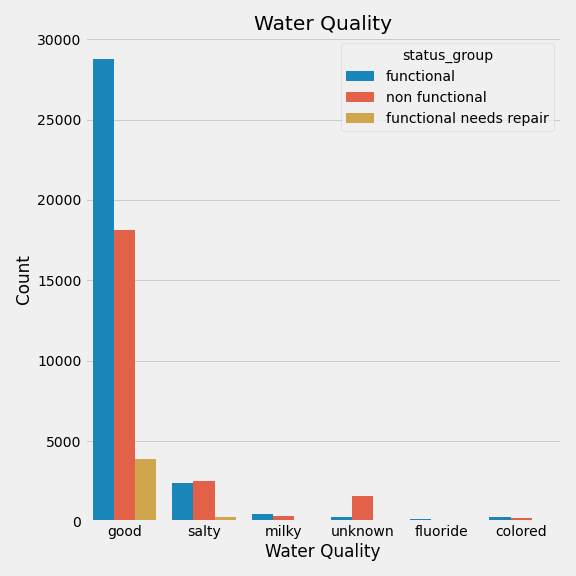 Water Quality
30000
25000
20000
15000
10000
5000
0
Count
status_group
functional
non functional
functional needs repair
good salty milky unknown fluoride colored
Water Quality